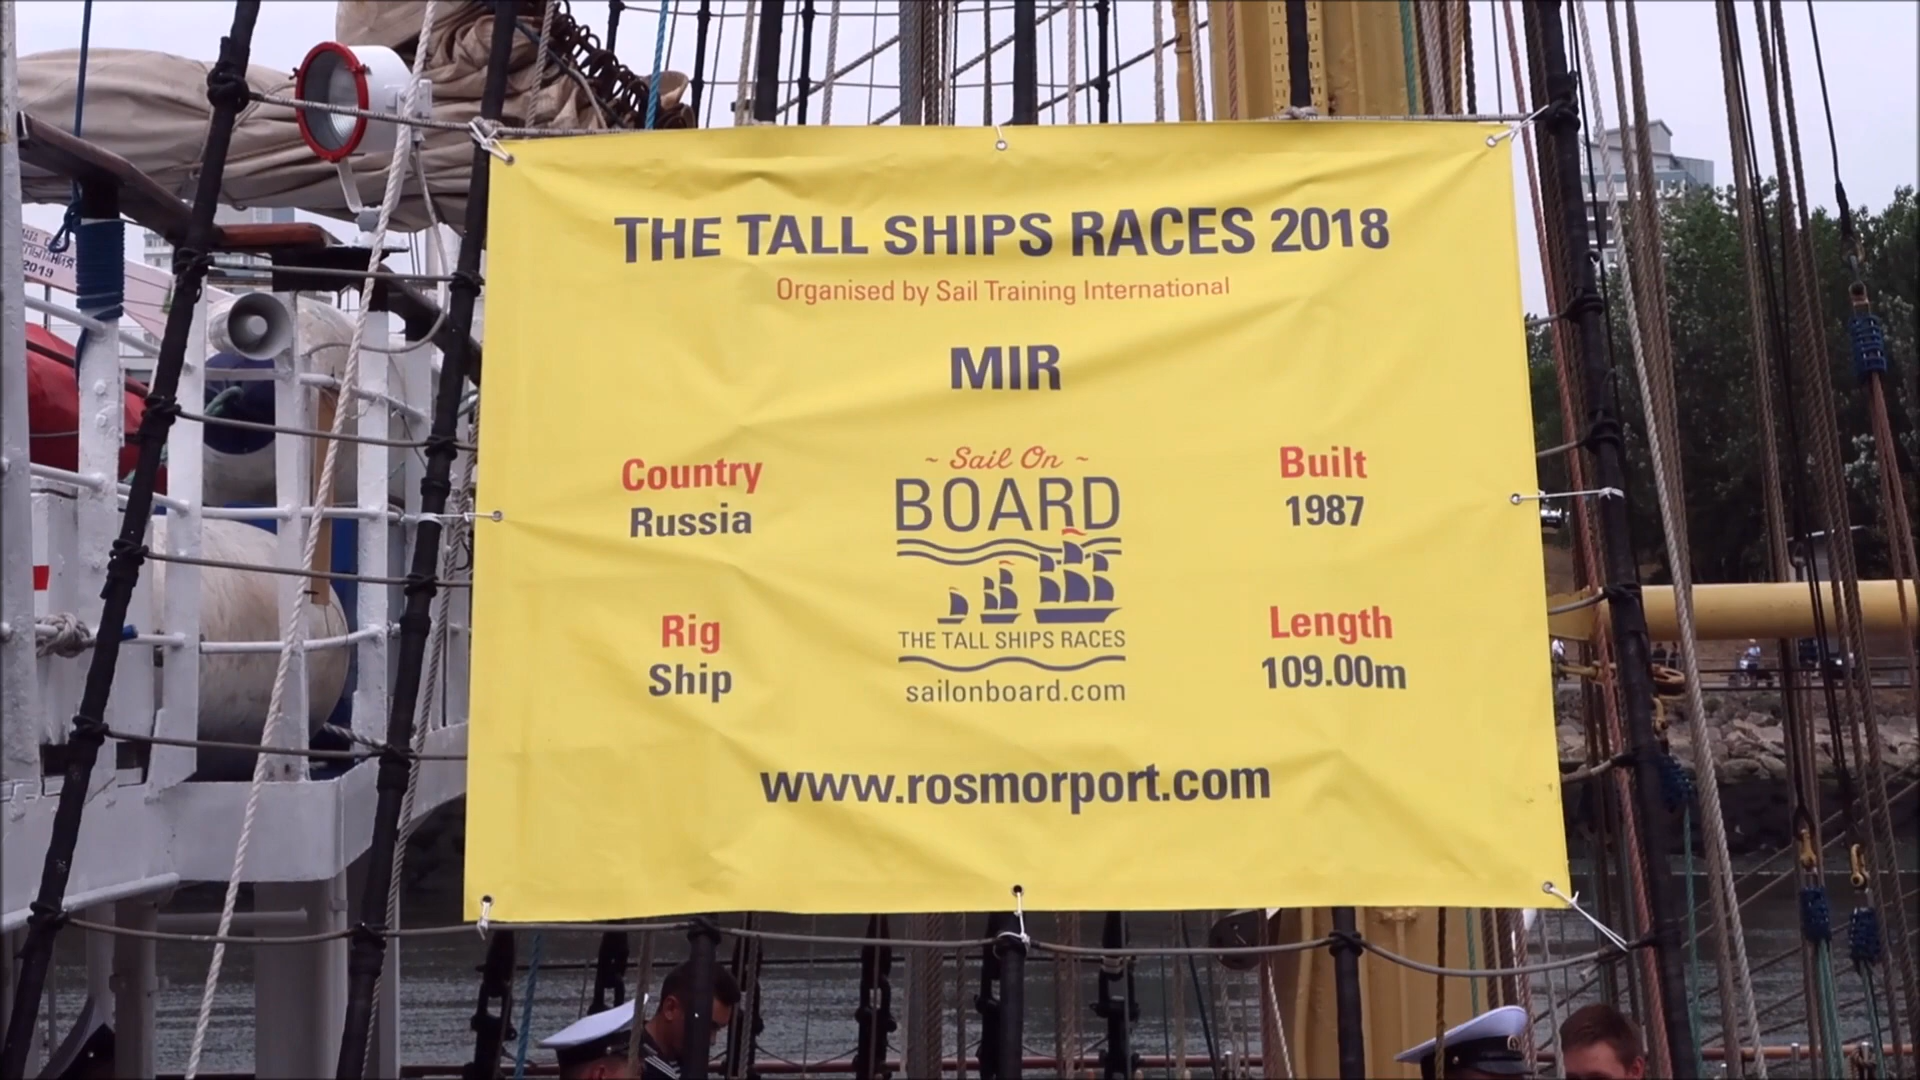 THE TALL SHIPS RACES 2018
Organised by Sail Training International
MIR
Country
Russia
~ Sail On ~
BOARD
THE TALL SHIPS RACES
sailonboard.com
Built
1987
Rig
Ship
Length
109.00m
www.rosmorport.com
2019